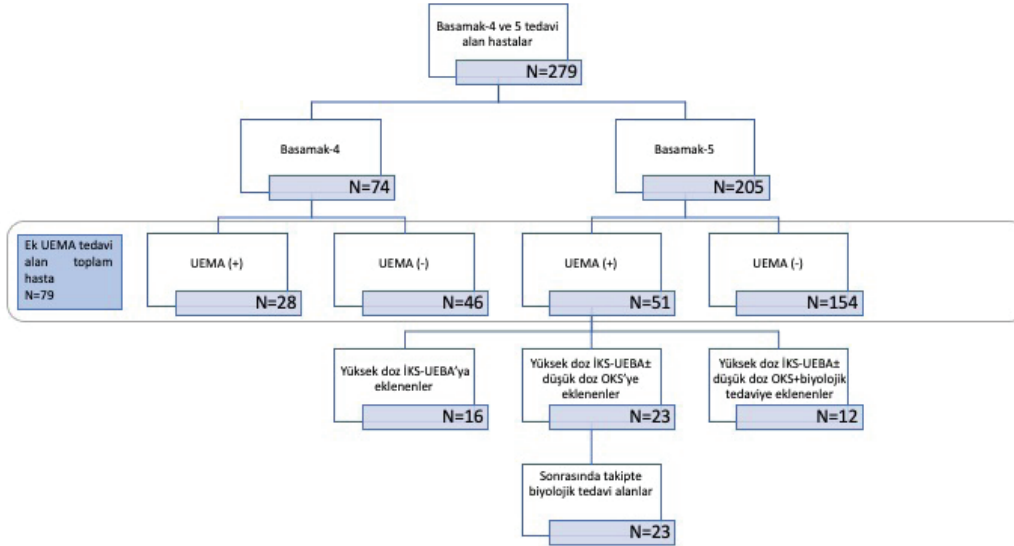 Basamak-4 ve 5 tedavi
alan hastalar
N=279
Basamak-4
N=74
Basamak-5
N=205
Ek UEMA tedavi
alan toplam
hasta
N=79
UEMA (+)
N=28
UEMA (-)
N=46
UEMA (+)
N=51
UEMA (-)
N=154
Yüksek doz İKS-UEBA'ya
eklenenler
N=16
Yüksek doz İKS-UEBA±
düşük doz OKS'ye
eklenenler
N=23
Yüksek doz İKS-UEBA±
düşük doz OKS+biyolojik
tedaviye eklenenler
N=12
Sonrasında takipte
biyolojik tedavi alanlar
N=23